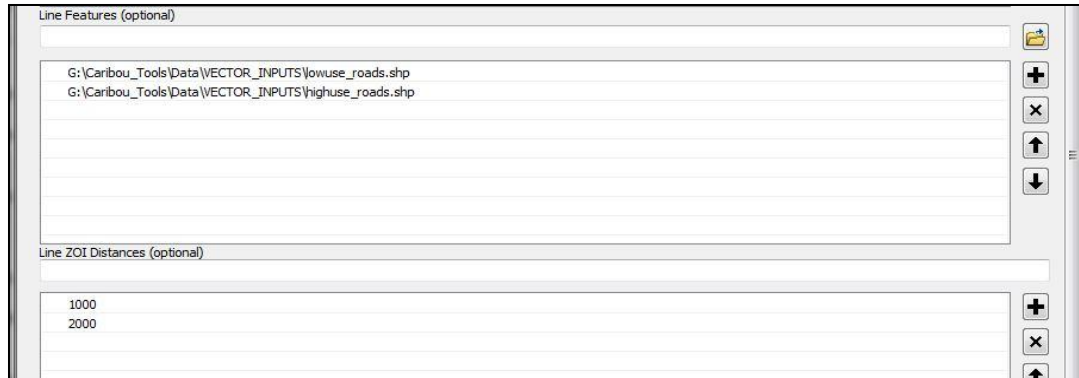 Line Features (optional)
G:\Caribou_Tools\Data\VECTOR_INPUTS\lowuse_roads.shp
G:\Caribou_Tools\Data\VECTOR_INPUTS\highuse_roads.shp
Line ZOI Distances (optional)
1000
2000